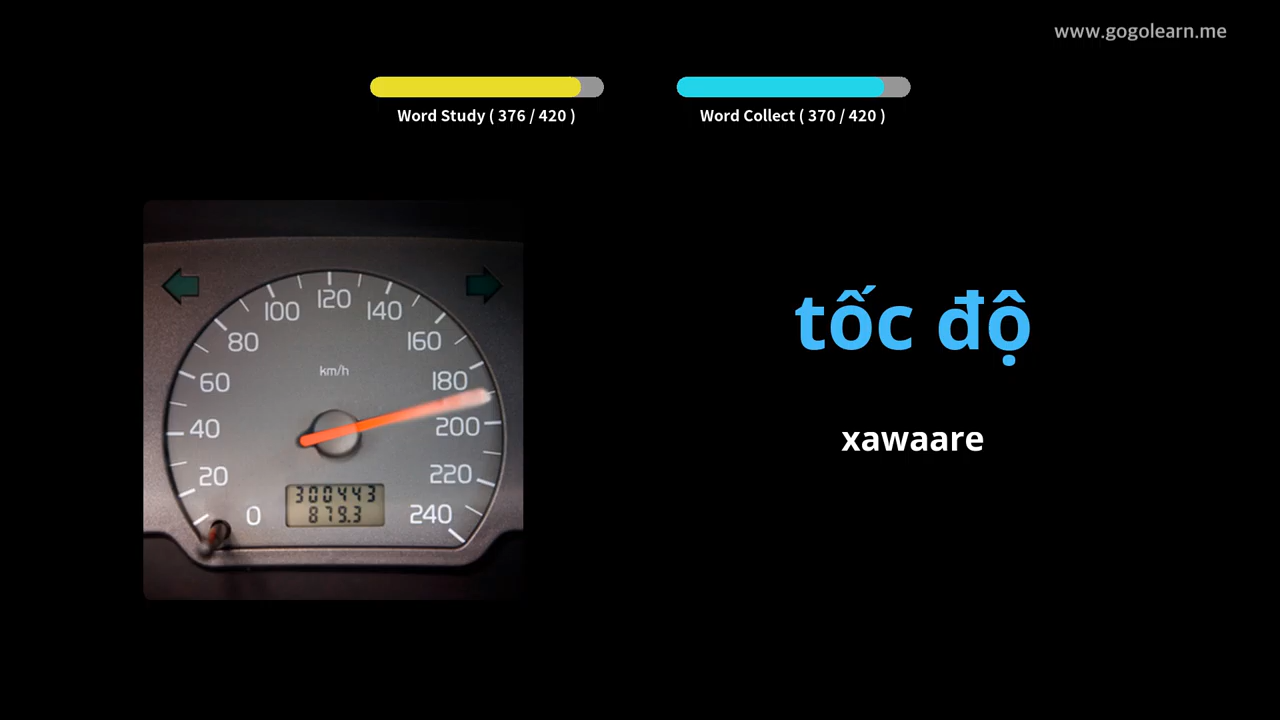 www.gogolearn.me
Word Study ( 376 / 420 )
Word Collect ( 370 / 420 )
120
100
140
80
160
km/h
60
180
40
200
20
220
300443
0
879.3
240
tốc độ
xawaare